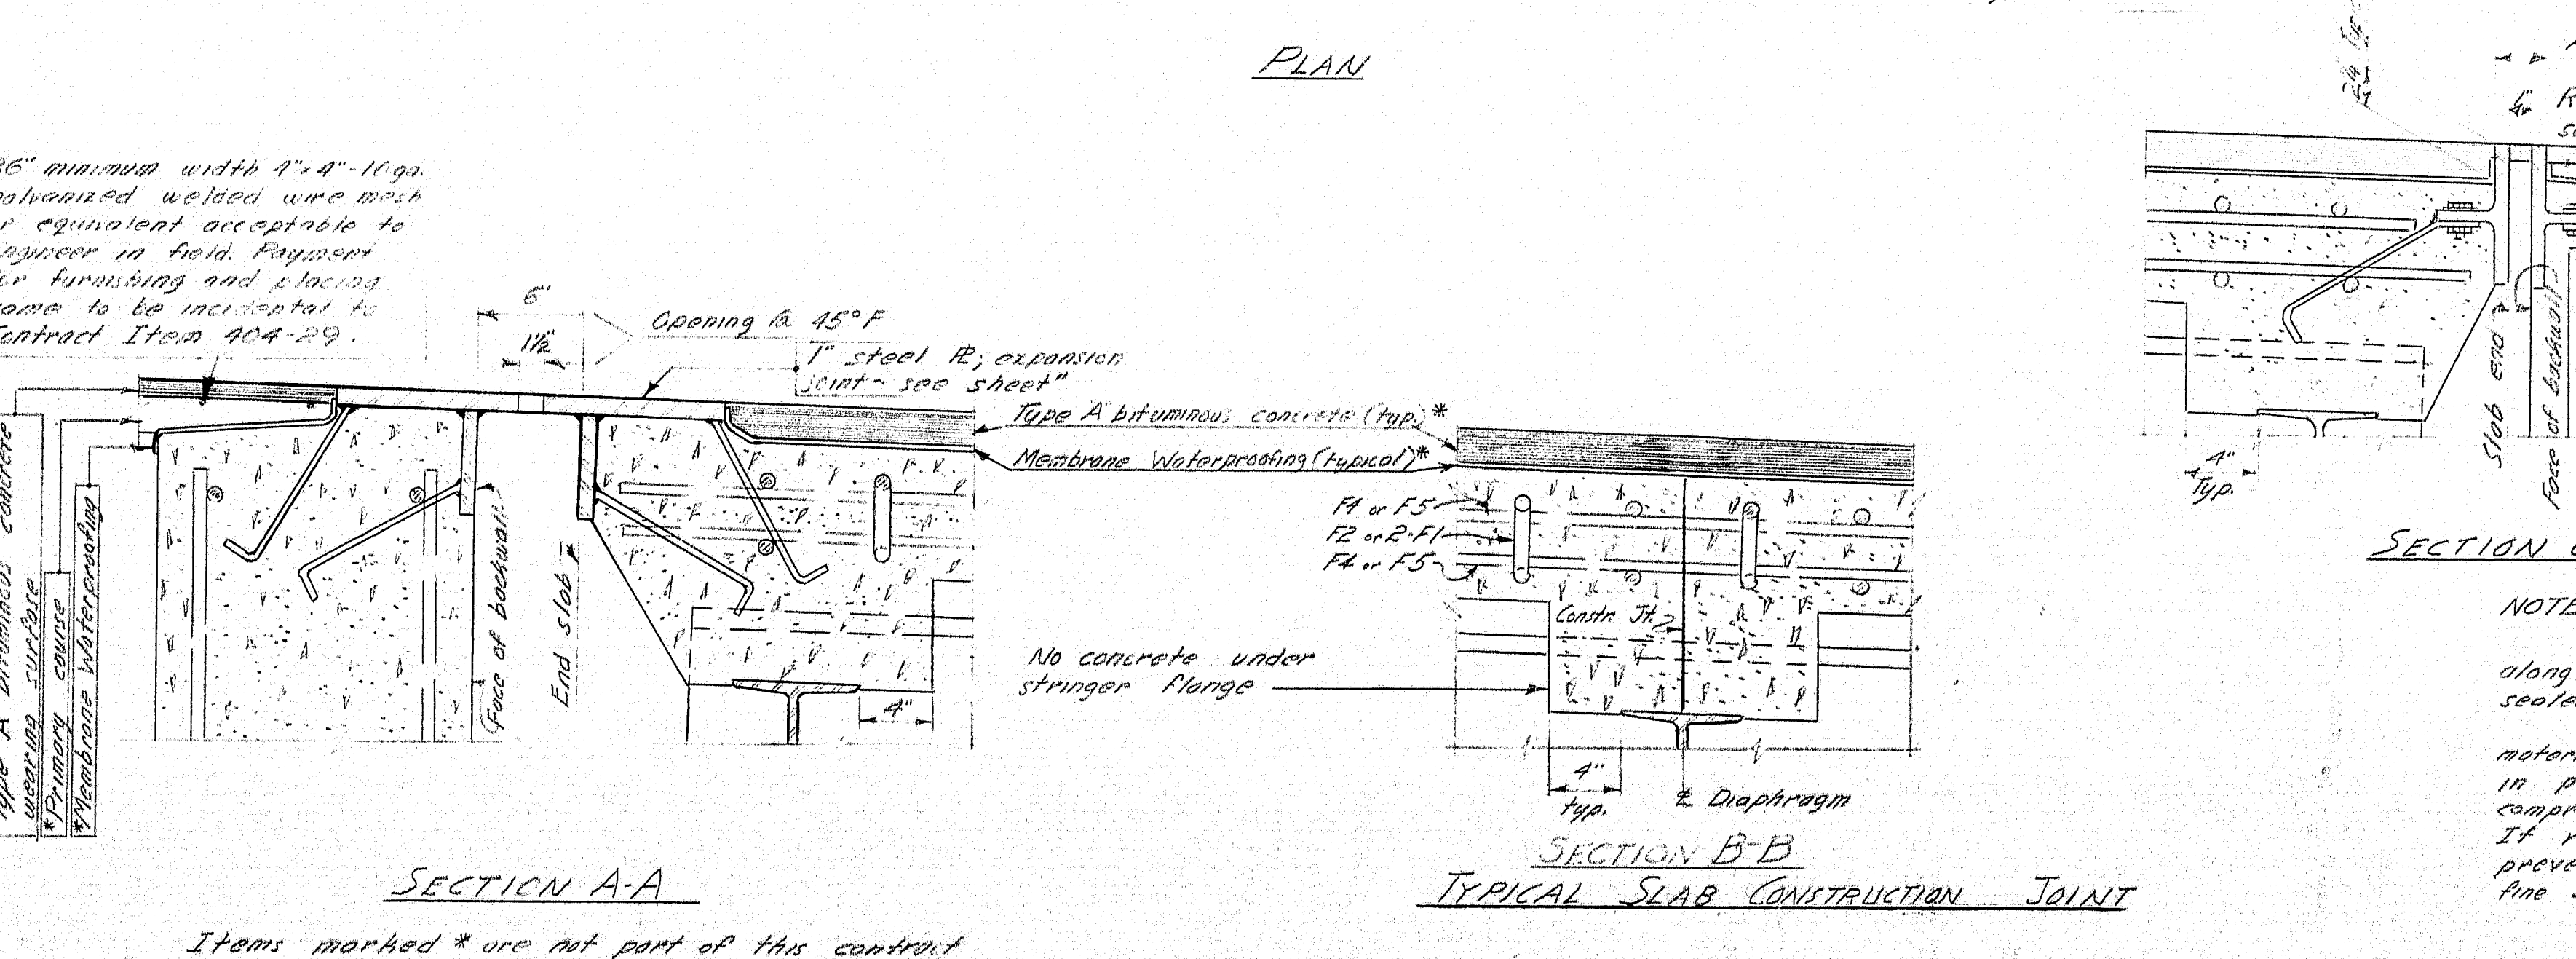 PLAN
36" minimum width 4"x4"-16ga.
galvanized welded wire mesh
or equivalent acceptable to
Engineer in field. Payment
for furnishing and placing
same to be incidental to
Contract Item 404-29.
6"
1½"
Opening @ 45°F
1" steel PL; expansion
joint - see sheet"
Type A bituminous concrete (typ.)*
Membrane Waterproofing (typical)*
Type A bituminous concrete
wearing surface
*Primary course
*Membrane Waterproofing
Face of backwall
End slab
4"
No concrete under
stringer flange
F4 or F5
F2 or 2-F1
F4 or F5
Constr. Jt.
4"
typ.
℄ Diaphragm
SECTION A-A
Items marked * are not part of this contract
SECTION B-B
TYPICAL SLAB CONSTRUCTION JOINT
4"
Typ.
Slab end
Face of backwall
SECTION
NOTE
along
seale
mater
in p
compr
If r
preve
fine